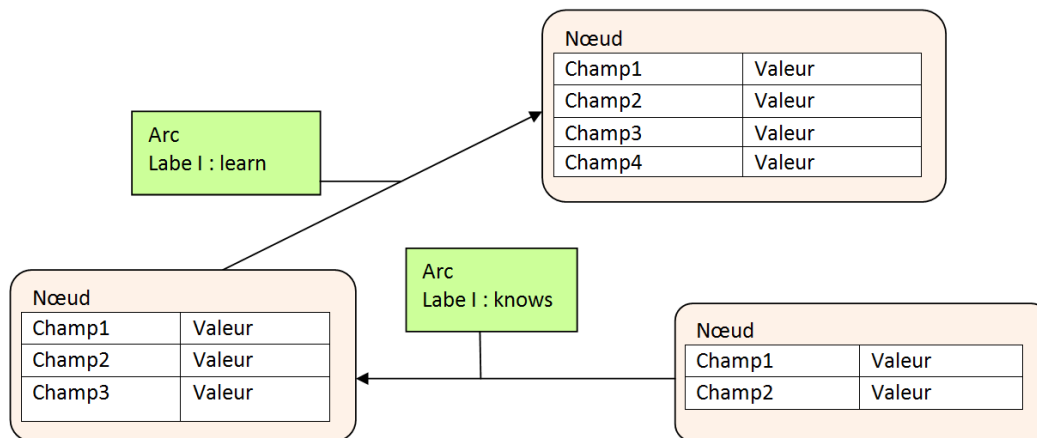 Nœud
Champ1 Valeur
Champ2 Valeur
Champ3 Valeur
Champ4 Valeur
Arc
Labe l : learn
Arc
Labe l : knows
Nœud
Champ1 Valeur
Champ2 Valeur
Champ3 Valeur
Nœud
Champ1 Valeur
Champ2 Valeur